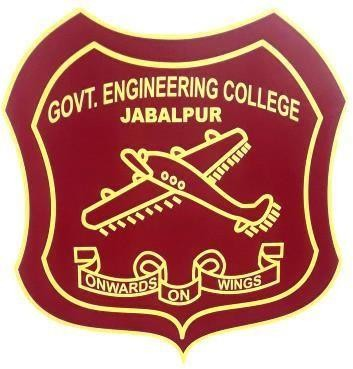 GOVT. ENGINEERING COLLEGE
JABALPUR
ONWARDS ON WINGS